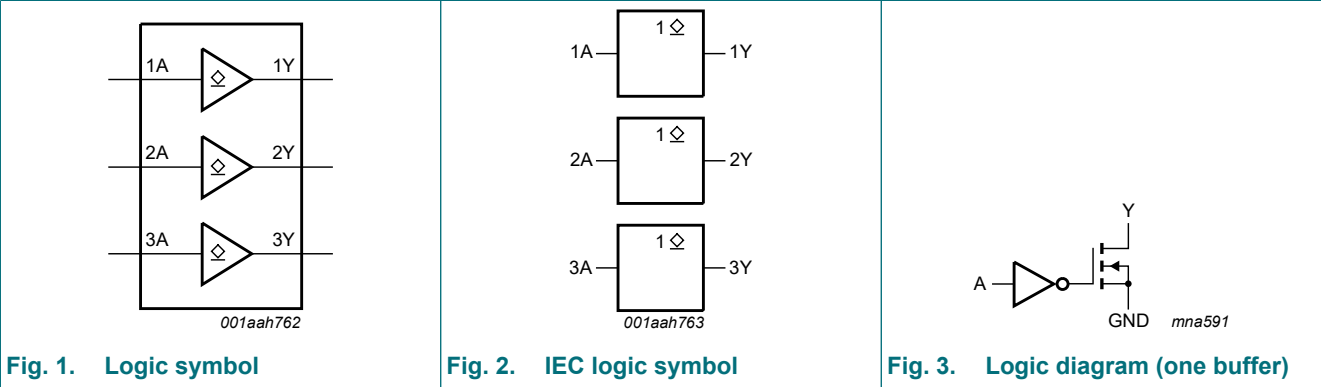 1A 1Y
2A 2Y
3A 3Y
001aah762
Fig. 1. Logic symbol
1
1A 1Y
1
2A 2Y
1
3A 3Y
001aah763
Fig. 2. IEC logic symbol
Y
A
GND mna591
Fig. 3. Logic diagram (one buffer)